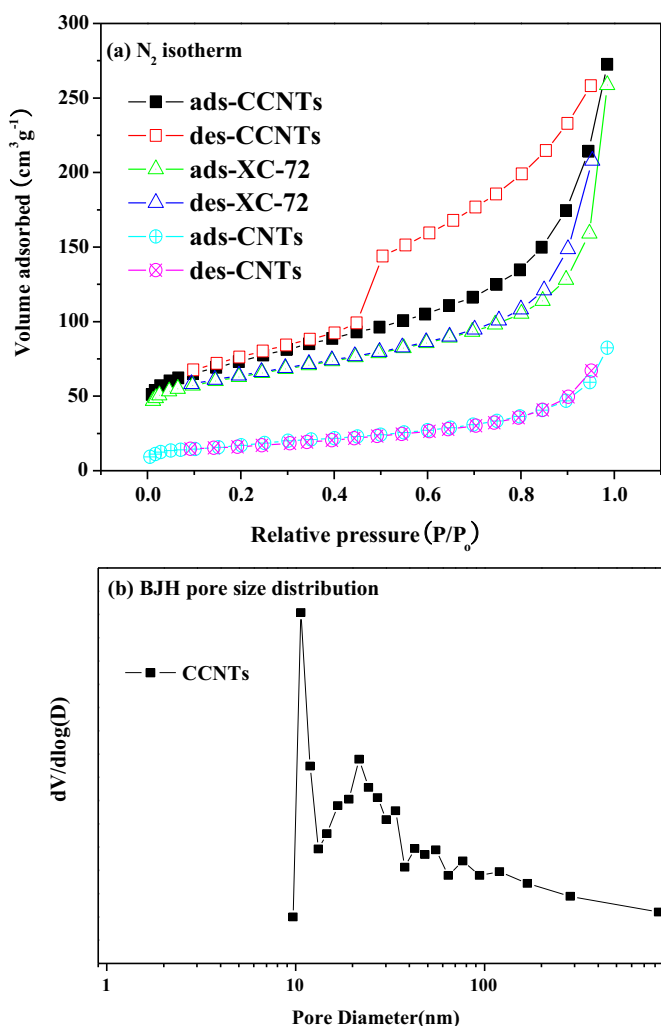 (a) N₂ isotherm
300
250
200
150
100
50
0
Volume adsorbed (cm³g⁻¹)
ads-CCNTs
des-CCNTs
ads-XC-72
des-XC-72
ads-CNTs
des-CNTs
0.0 0.2 0.4 0.6 0.8 1.0
Relative pressure (P/Pₒ)
(b) BJH pore size distribution
CCNTs
dV/dlog(D)
1 10 100
Pore Diameter(nm)